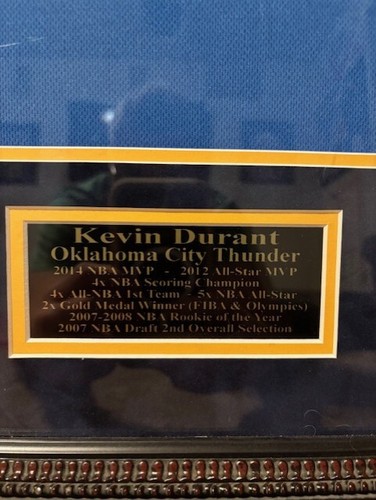 Kevin Durant
Oklahoma City Thunder
2014 NBA MVP - 2012 All-Star MVP
4x NBA Scoring Champion
4x All-NBA 1st Team - 5x NBA All-Star
2x Gold Medal Winner (FIBA & Olympics)
2007-2008 NBA Rookie of the Year
2007 NBA Draft 2nd Overall Selection